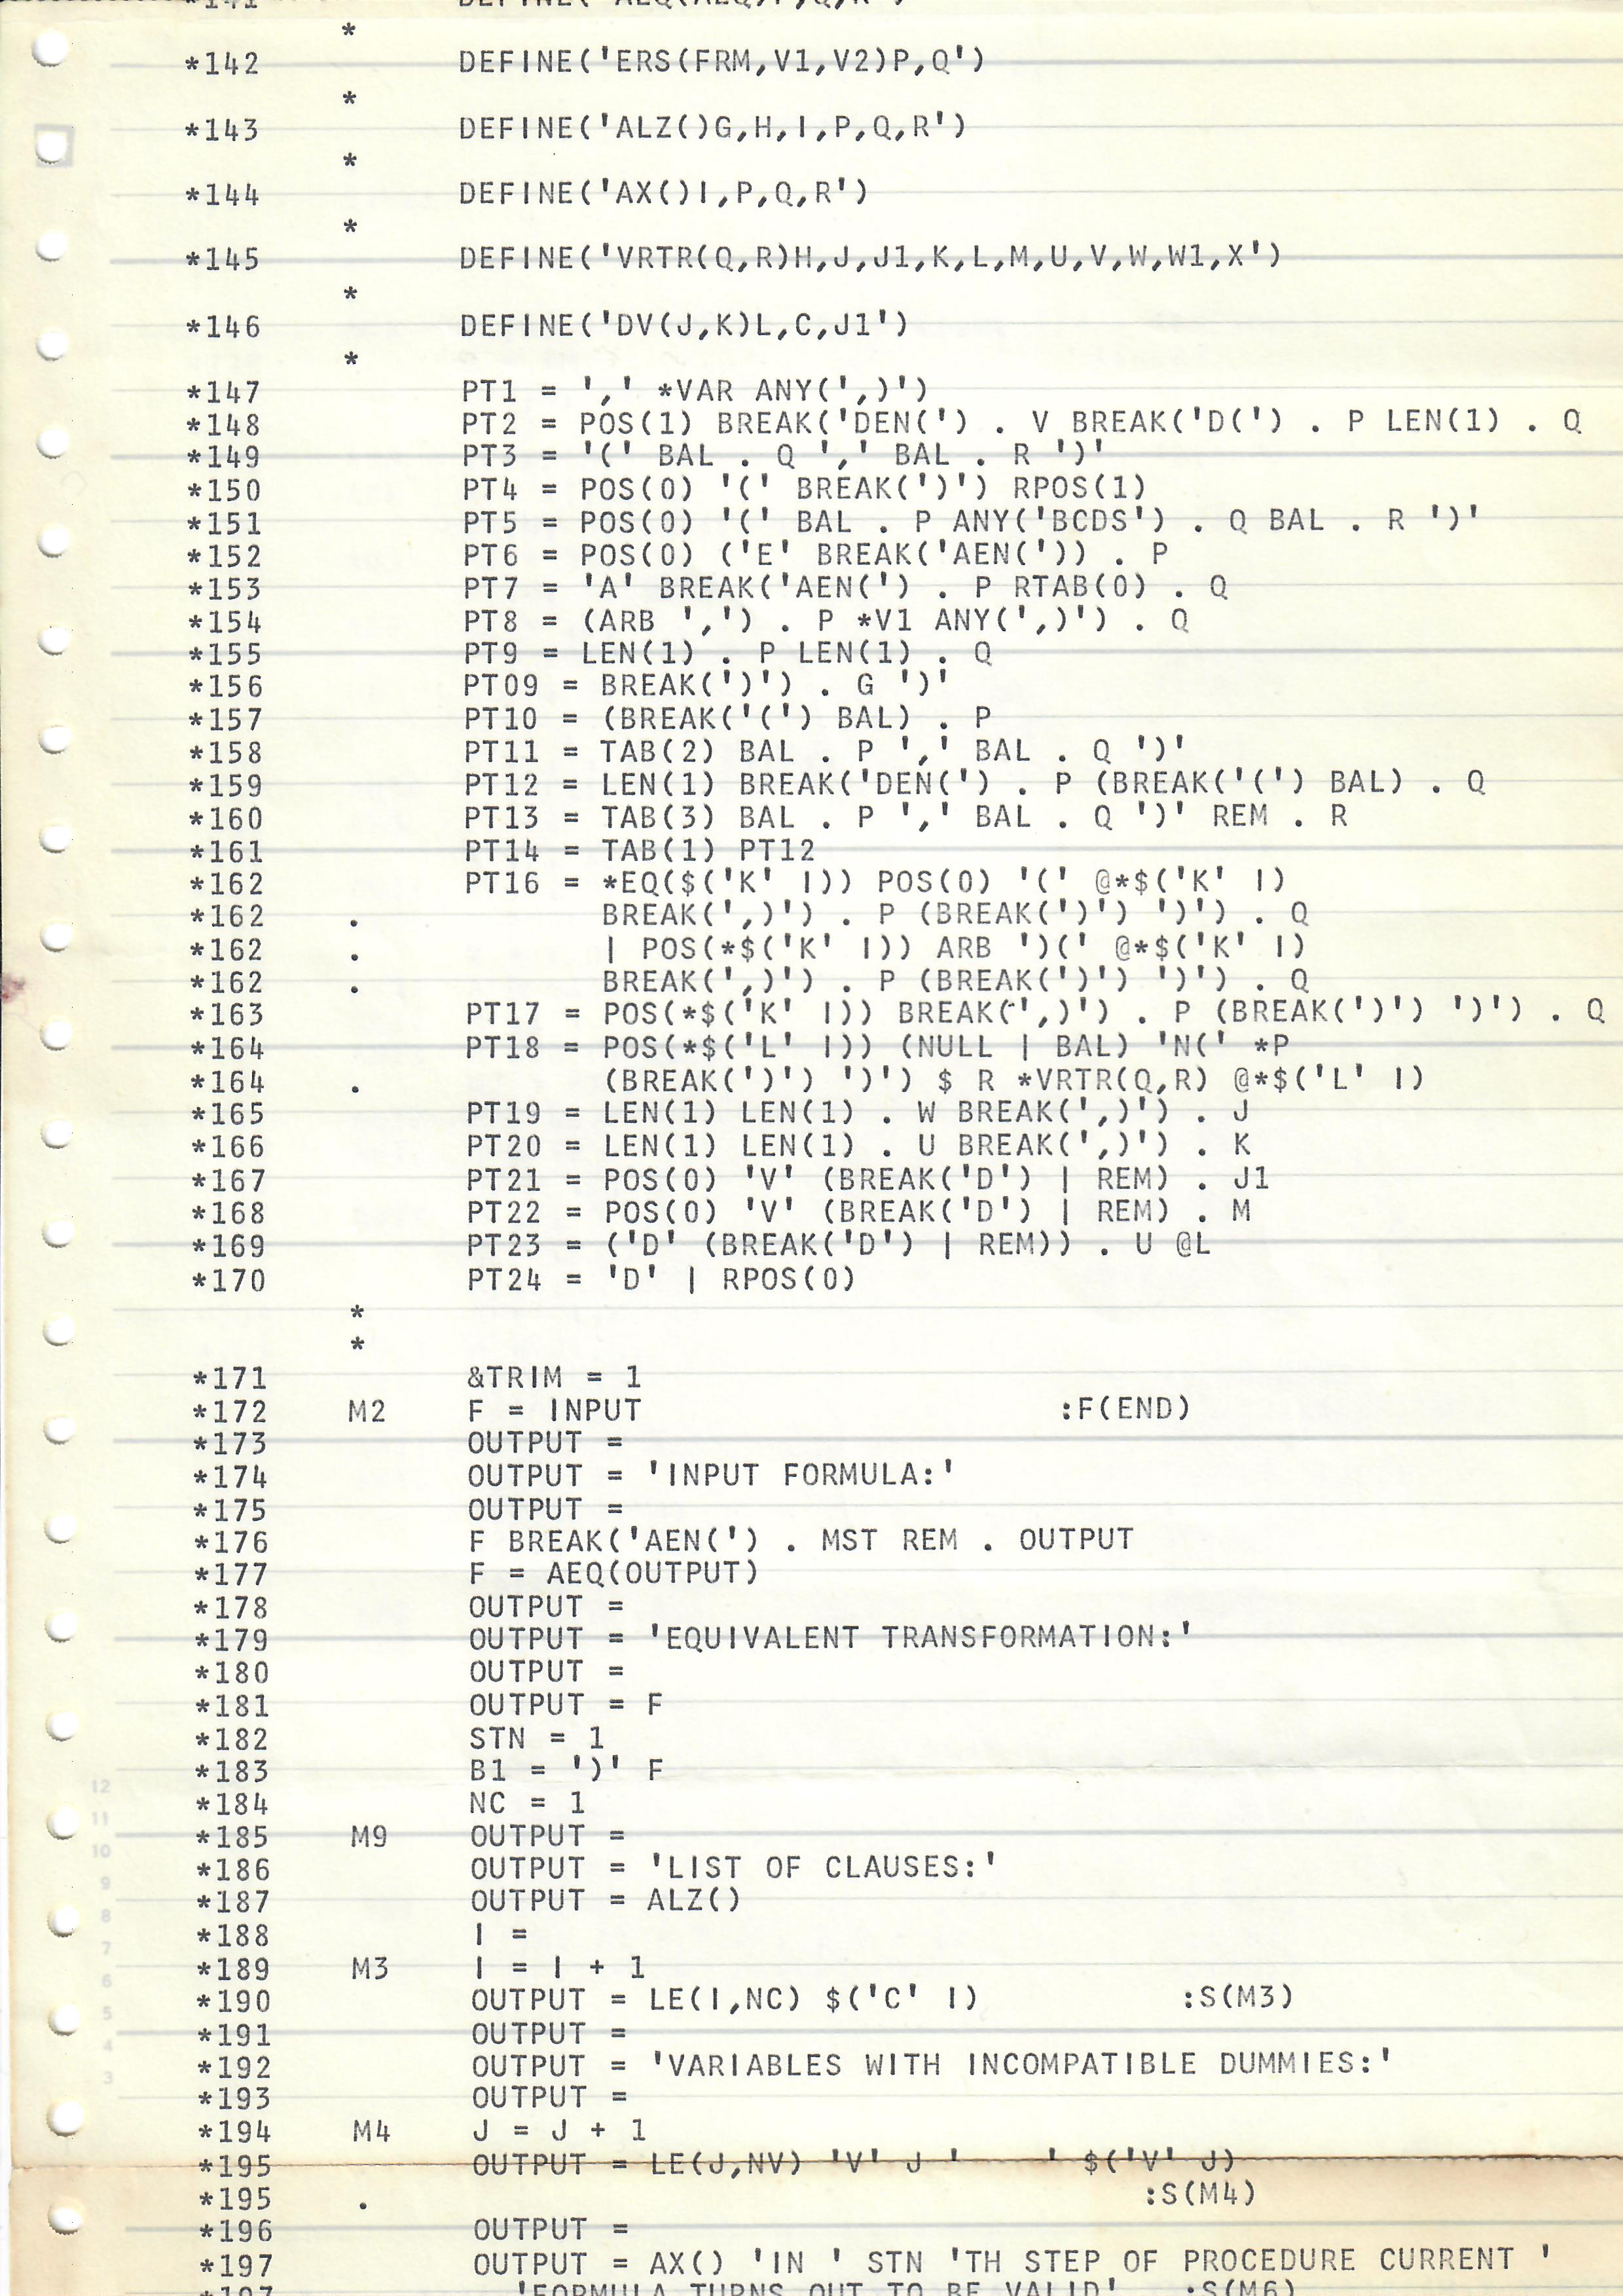 *141 DEFINE('AEQ(AEQ)P,Q,R')
*
*142 DEFINE('ERS(FRM,V1,V2)P,Q')
*
*143 DEFINE('ALZ()G,H,I,P,Q,R')
*
*144 DEFINE('AX()I,P,Q,R')
*
*145 DEFINE('VRTR(Q,R)H,J,J1,K,L,M,U,V,W,W1,X')
*
*146 DEFINE('DV(J,K)L,C,J1')
*
*147 PT1 = ',' *VAR ANY(',)')
*148 PT2 = POS(1) BREAK('DEN(') . V BREAK('D(') . P LEN(1) . Q
*149 PT3 = '(' BAL . Q ',' BAL . R ')'
*150 PT4 = POS(0) '(' BREAK(')') RPOS(1)
*151 PT5 = POS(0) '(' BAL . P ANY('BCDS') . Q BAL . R ')'
*152 PT6 = POS(0) ('E' BREAK('AEN(')) . P
*153 PT7 = 'A' BREAK('AEN(') . P RTAB(0) . Q
*154 PT8 = (ARB ',') . P *V1 ANY(',)') . Q
*155 PT9 = LEN(1) . P LEN(1) . Q
*156 PT09 = BREAK(')') . G ')'
*157 PT10 = (BREAK('(') BAL) . P
*158 PT11 = TAB(2) BAL . P ',' BAL . Q ')'
*159 PT12 = LEN(1) BREAK('DEN(') . P (BREAK('(') BAL) . Q
*160 PT13 = TAB(3) BAL . P ',' BAL . Q ')' REM . R
*161 PT14 = TAB(1) PT12
*162 PT16 = *EQ($('K' I)) POS(0) '(' @*$('K' I)
*162 . BREAK(',)') . P (BREAK(')') ')') . Q
*162 . | POS(*$('K' I)) ARB ')(' @*$('K' I)
*162 . BREAK(',)') . P (BREAK(')') ')') . Q
*163 PT17 = POS(*$('K' I)) BREAK(',)') . P (BREAK(')') ')') . Q
*164 PT18 = POS(*$('L' I)) (NULL | BAL) 'N(' *P
*164 . (BREAK(')') ')') $ R *VRTR(Q,R) @*$('L' I)
*165 PT19 = LEN(1) LEN(1) . W BREAK(',)') . J
*166 PT20 = LEN(1) LEN(1) . U BREAK(',)') . K
*167 PT21 = POS(0) 'V' (BREAK('D') | REM) . J1
*168 PT22 = POS(0) 'V' (BREAK('D') | REM) . M
*169 PT23 = ('D' (BREAK('D') | REM)) . U @L
*170 PT24 = 'D' | RPOS(0)
*
*
*171 &TRIM = 1
*172 M2 F = INPUT :F(END)
*173 OUTPUT =
*174 OUTPUT = 'INPUT FORMULA:'
*175 OUTPUT =
*176 F BREAK('AEN(') . MST REM . OUTPUT
*177 F = AEQ(OUTPUT)
*178 OUTPUT =
*179 OUTPUT = 'EQUIVALENT TRANSFORMATION:'
*180 OUTPUT =
*181 OUTPUT = F
*182 STN = 1
*183 B1 = ')' F
*184 NC = 1
*185 M9 OUTPUT =
*186 OUTPUT = 'LIST OF CLAUSES:'
*187 OUTPUT = ALZ()
*188 I =
*189 M3 I = I + 1
*190 OUTPUT = LE(I,NC) $('C' I) :S(M3)
*191 OUTPUT =
*192 OUTPUT = 'VARIABLES WITH INCOMPATIBLE DUMMIES:'
*193 OUTPUT =
*194 M4 J = J + 1
*195 OUTPUT = LE(J,NV) 'V' J '    ' $('V' J)
*195 . :S(M4)
*196 OUTPUT =
*197 OUTPUT = AX() 'IN ' STN 'TH STEP OF PROCEDURE CURRENT '
*197 'FORMULA TURNS OUT TO BE VALID' :S(M6)
12
11
10
9
8
7
6
5
4
3